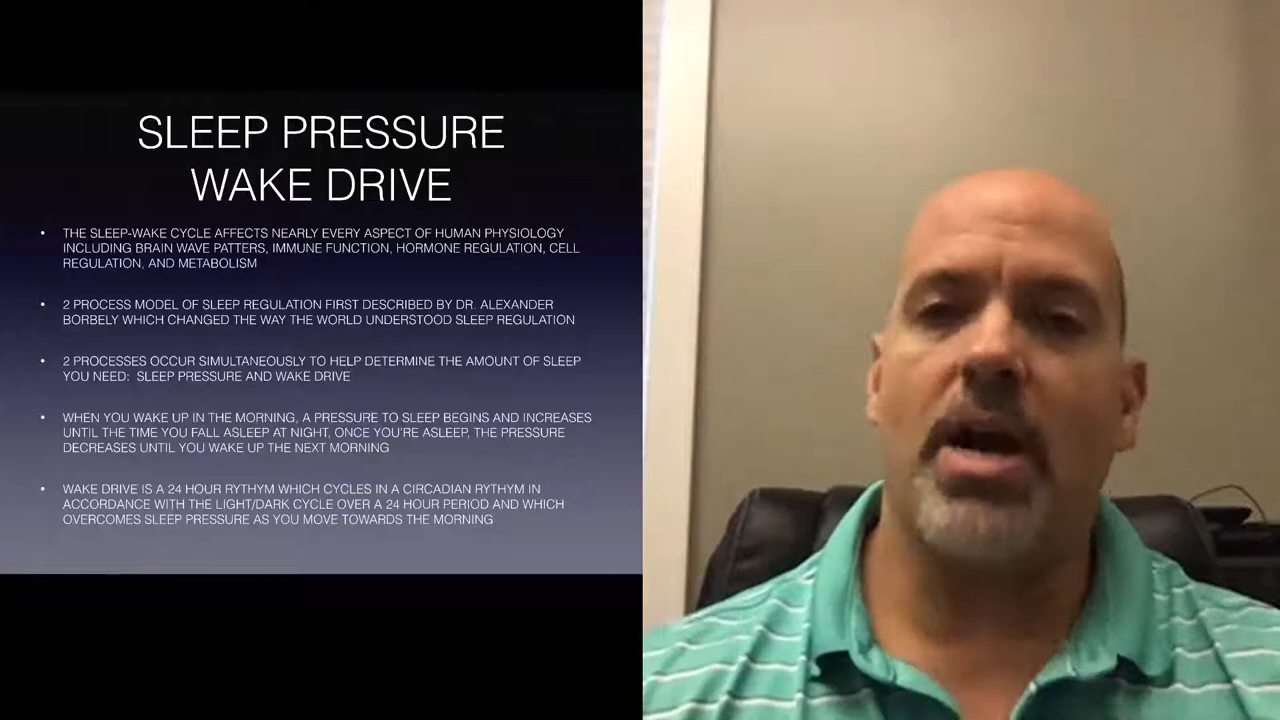 SLEEP PRESSURE
WAKE DRIVE
• THE SLEEP-WAKE CYCLE AFFECTS NEARLY EVERY ASPECT OF HUMAN PHYSIOLOGY
INCLUDING BRAIN WAVE PATTERS, IMMUNE FUNCTION, HORMONE REGULATION, CELL
REGULATION, AND METABOLISM
• 2 PROCESS MODEL OF SLEEP REGULATION FIRST DESCRIBED BY DR. ALEXANDER
BORBELY WHICH CHANGED THE WAY THE WORLD UNDERSTOOD SLEEP REGULATION
• 2 PROCESSES OCCUR SIMULTANEOUSLY TO HELP DETERMINE THE AMOUNT OF SLEEP
YOU NEED: SLEEP PRESSURE AND WAKE DRIVE
• WHEN YOU WAKE UP IN THE MORNING, A PRESSURE TO SLEEP BEGINS AND INCREASES
UNTIL THE TIME YOU FALL ASLEEP AT NIGHT, ONCE YOU'RE ASLEEP, THE PRESSURE
DECREASES UNTIL YOU WAKE UP THE NEXT MORNING
• WAKE DRIVE IS A 24 HOUR RYTHYM WHICH CYCLES IN A CIRCADIAN RYTHYM IN
ACCORDANCE WITH THE LIGHT/DARK CYCLE OVER A 24 HOUR PERIOD AND WHICH
OVERCOMES SLEEP PRESSURE AS YOU MOVE TOWARDS THE MORNING